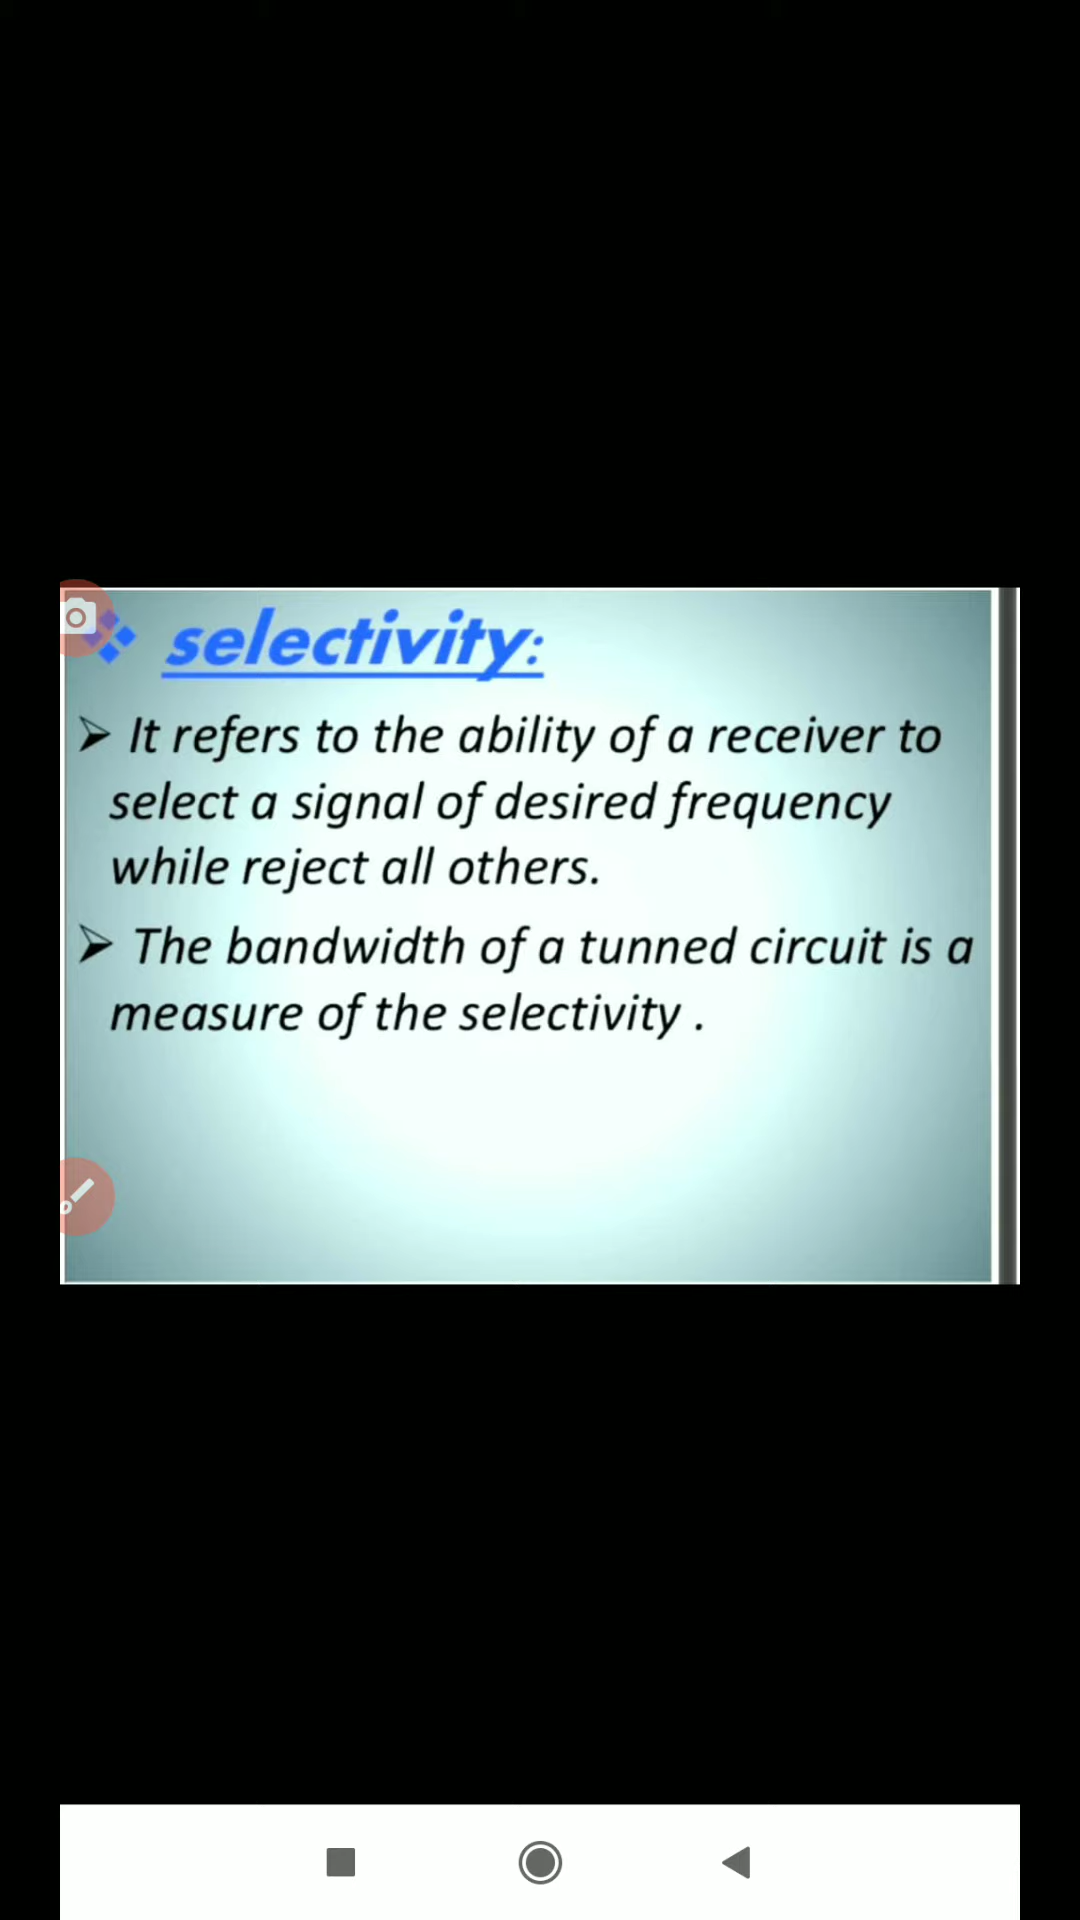 selectivity:
It refers to the ability of a receiver to
select a signal of desired frequency
while reject all others.
The bandwidth of a tunned circuit is a
measure of the selectivity .